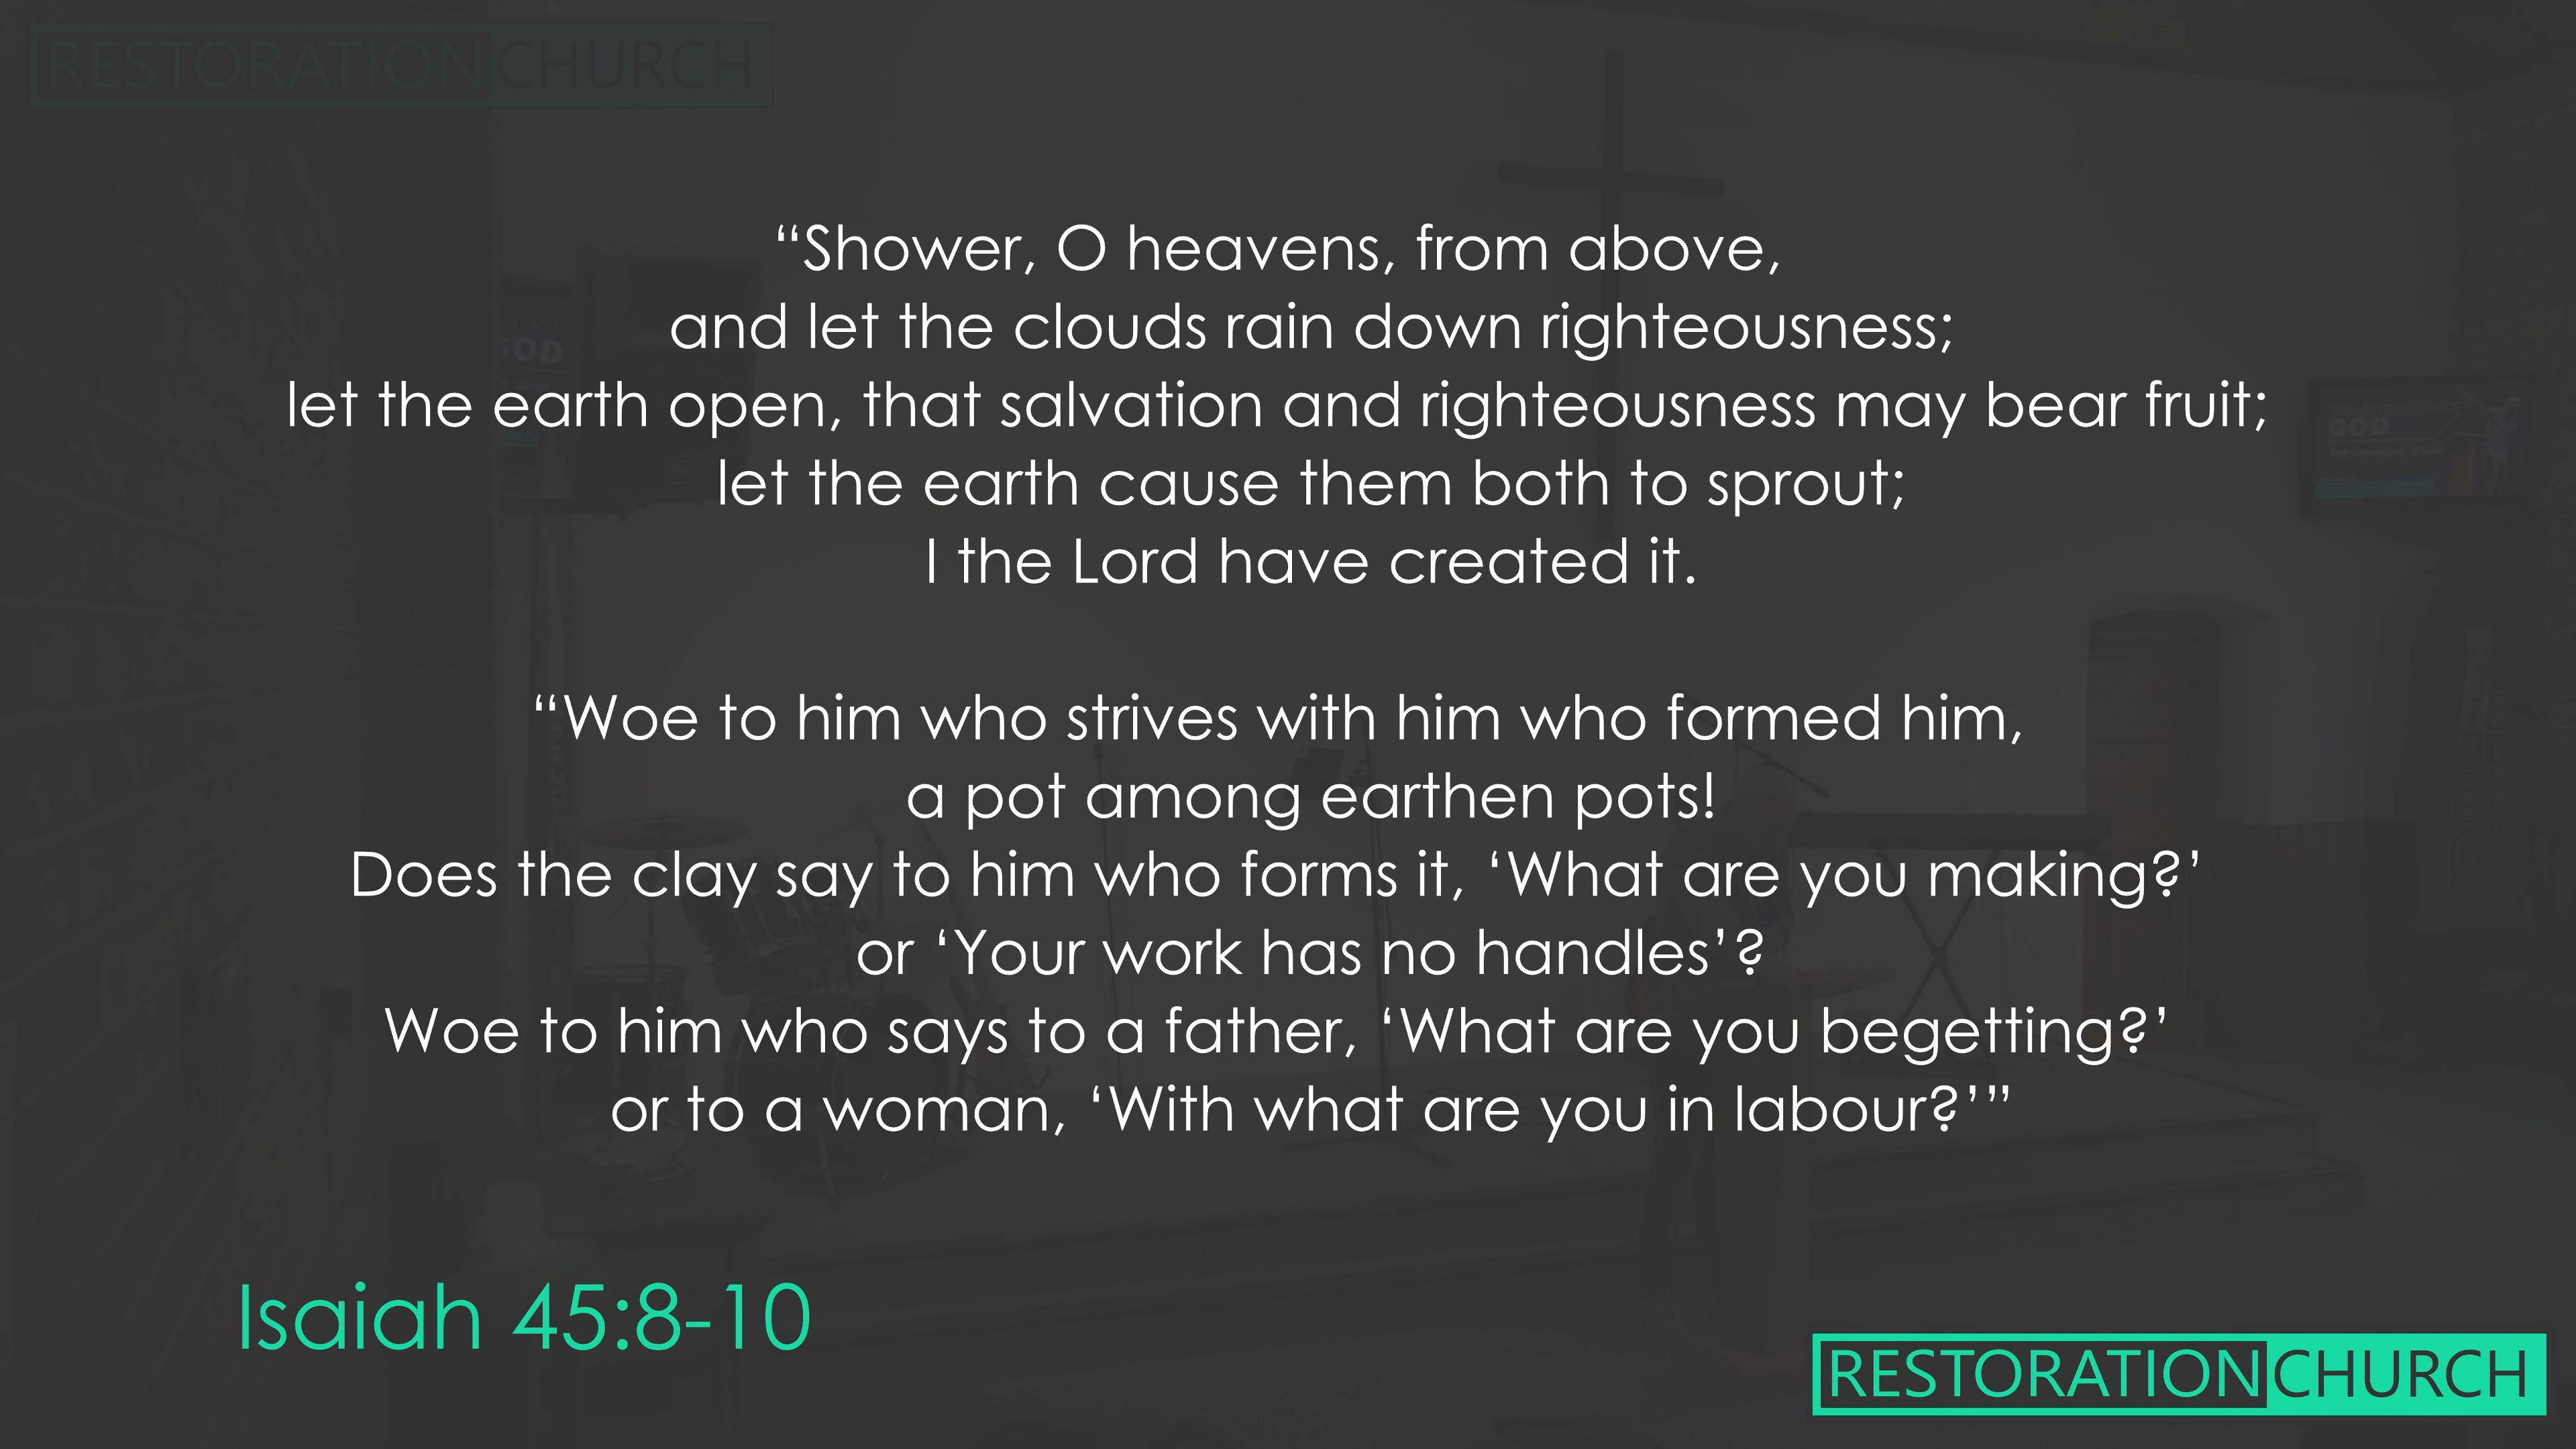 RESTORATIONCHURCH
“Shower, O heavens, from above,
and let the clouds rain down righteousness;
let the earth open, that salvation and righteousness may bear fruit;
let the earth cause them both to sprout;
I the Lord have created it.
“Woe to him who strives with him who formed him,
a pot among earthen pots!
Does the clay say to him who forms it, ‘What are you making?’
or ‘Your work has no handles’?
Woe to him who says to a father, ‘What are you begetting?’
or to a woman, ‘With what are you in labour?’”
GOD
Isaiah 45:8-10
RESTORATIONCHURCH